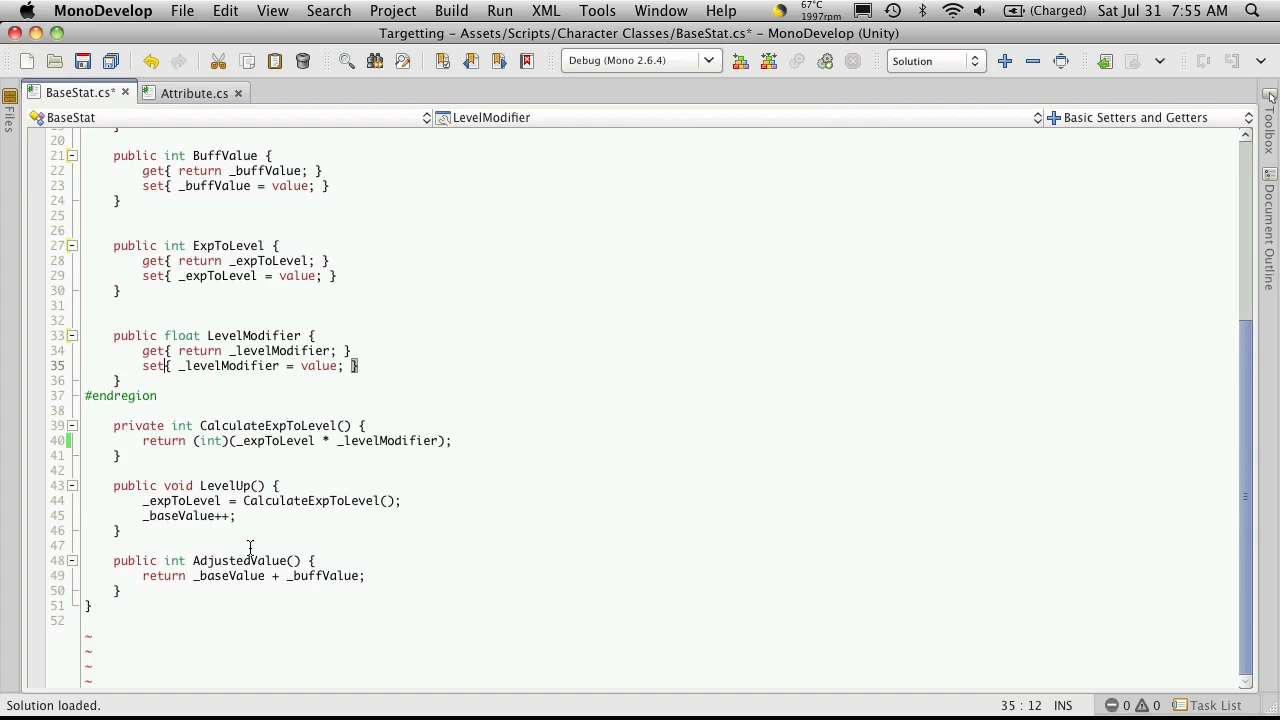 MonoDevelop File Edit View Search Project Build Run XML Tools Window Help 67°C 1997rpm (Charged) Sat Jul 31 7:55 AM
Targetting - Assets/Scripts/Character Classes/BaseStat.cs* - MonoDevelop (Unity)
Debug (Mono 2.6.4) Solution
BaseStat.cs* Attribute.cs
BaseStat LevelModifier Basic Setters and Getters
Files
Toolbox
Document Outline
19 }
20
21 public int BuffValue {
22 get{ return _buffValue; }
23 set{ _buffValue = value; }
24 }
25
26
27 public int ExpToLevel {
28 get{ return _expToLevel; }
29 set{ _expToLevel = value; }
30 }
31
32
33 public float LevelModifier {
34 get{ return _levelModifier; }
35 set{ _levelModifier = value; }
36 }
37 #endregion
38
39 private int CalculateExpToLevel() {
40 return (int)(_expToLevel * _levelModifier);
41 }
42
43 public void LevelUp() {
44 _expToLevel = CalculateExpToLevel();
45 _baseValue++;
46 }
47
48 public int AdjustedValue() {
49 return _baseValue + _buffValue;
50 }
51 }
52
~
~
~
~
Solution loaded. 35 : 12 INS 0 0 Task List